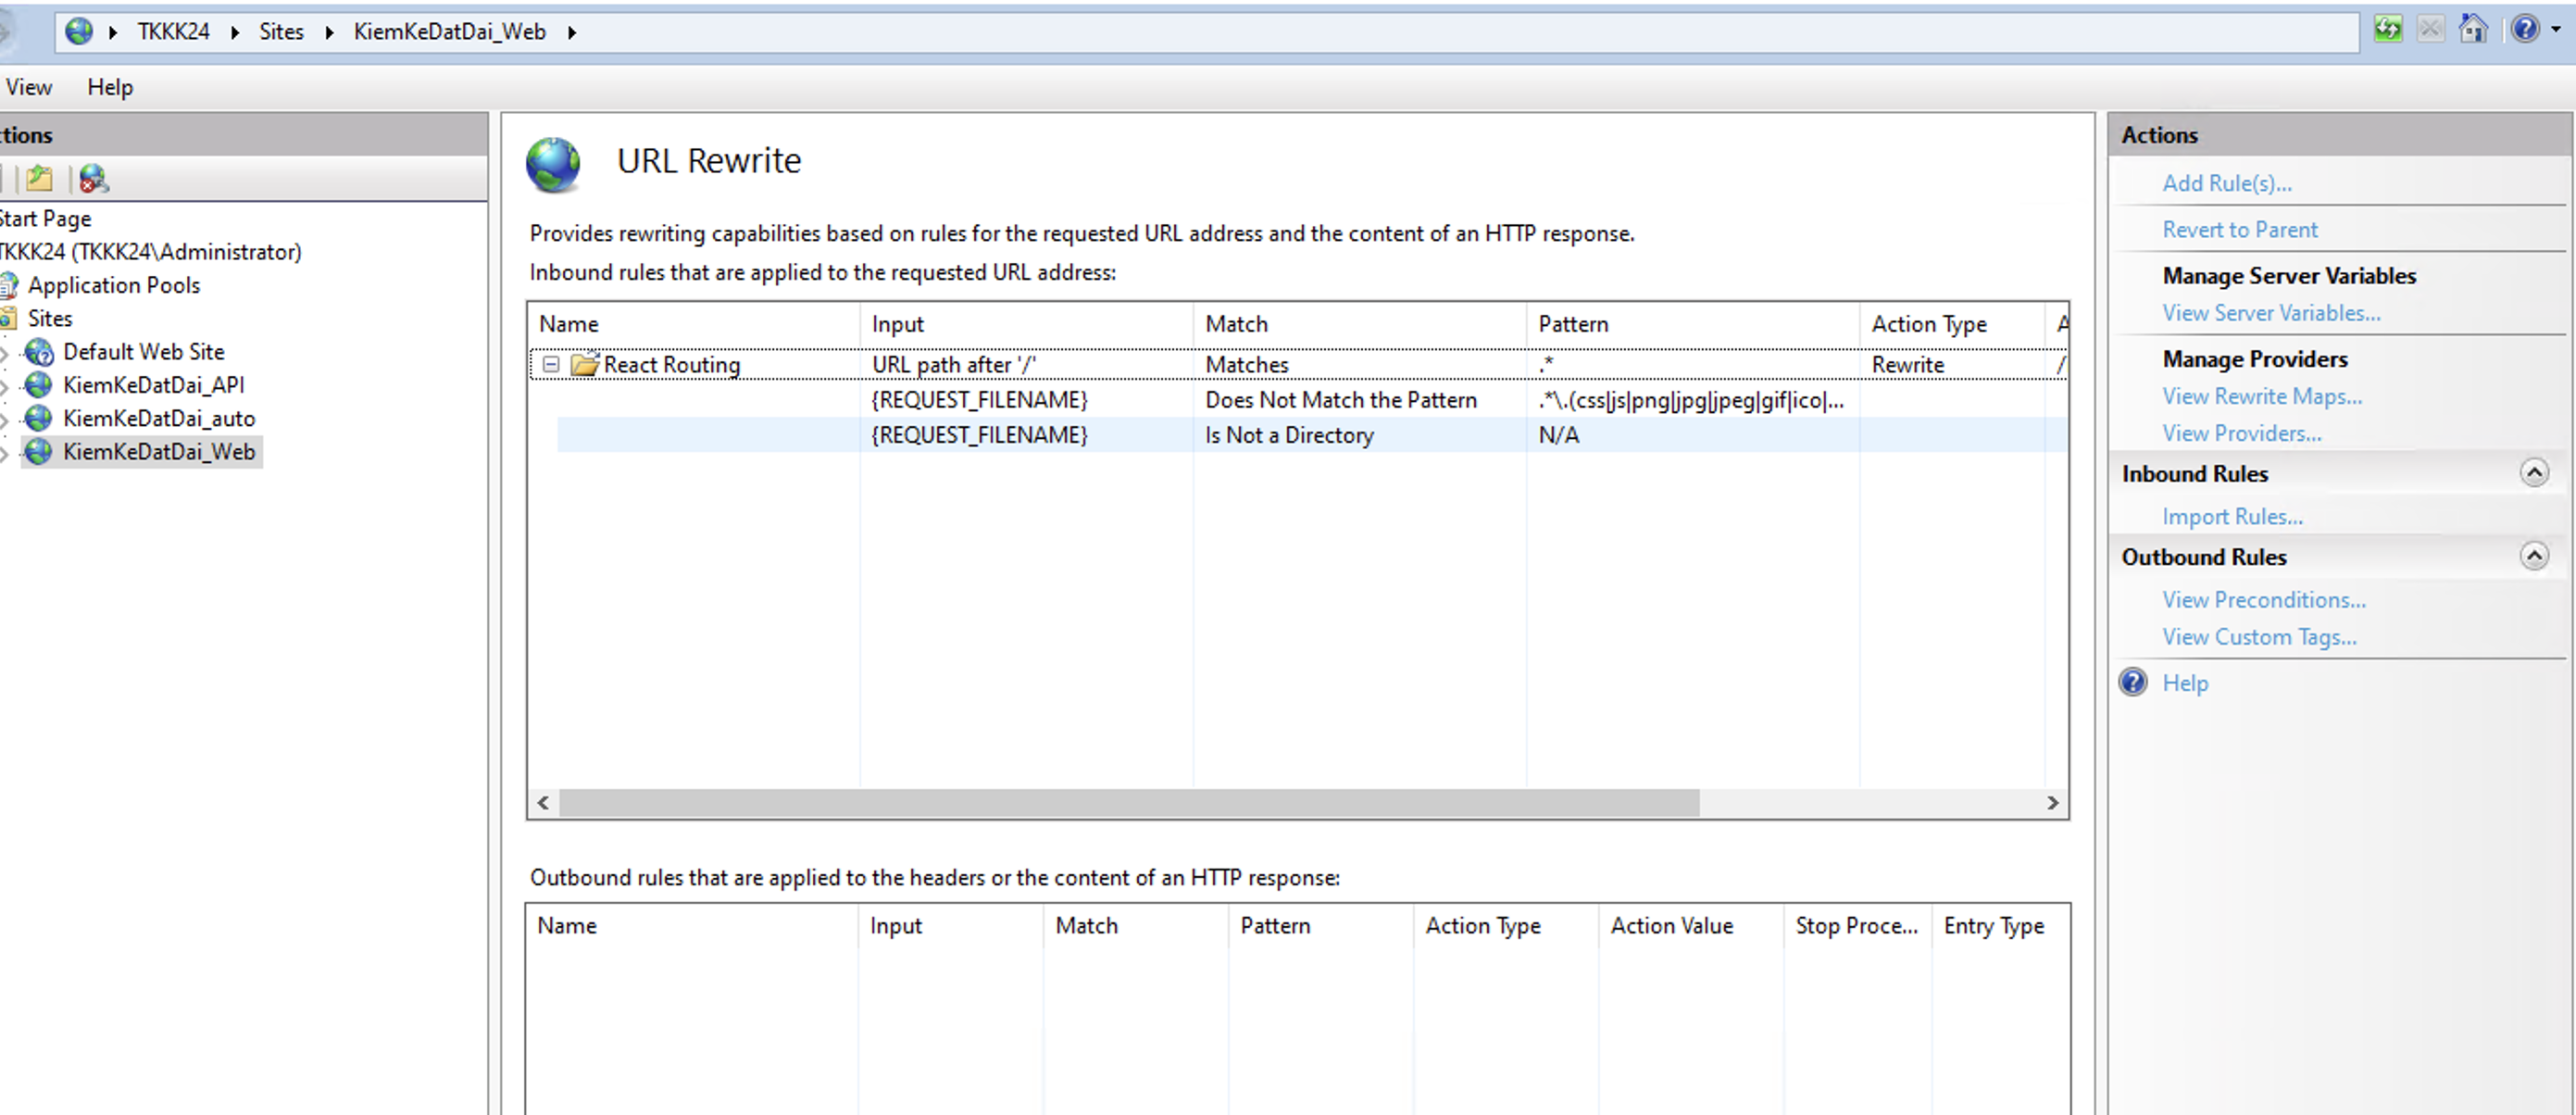 TKKK24 Sites KiemKeDatDai_Web
View Help
tions
Start Page
TKKK24 (TKKK24\Administrator)
Application Pools
Sites
Default Web Site
KiemKeDatDai_API
KiemKeDatDai_auto
KiemKeDatDai_Web
URL Rewrite
Provides rewriting capabilities based on rules for the requested URL address and the content of an HTTP response.
Inbound rules that are applied to the requested URL address:
Name Input Match Pattern Action Type A
React Routing URL path after '/' Matches .* Rewrite /
{REQUEST_FILENAME} Does Not Match the Pattern .*\.(css|js|png|jpg|jpeg|gif|ico|...
{REQUEST_FILENAME} Is Not a Directory N/A
Outbound rules that are applied to the headers or the content of an HTTP response:
Name Input Match Pattern Action Type Action Value Stop Proce... Entry Type
Actions
Add Rule(s)...
Revert to Parent
Manage Server Variables
View Server Variables...
Manage Providers
View Rewrite Maps...
View Providers...
Inbound Rules
Import Rules...
Outbound Rules
View Preconditions...
View Custom Tags...
Help